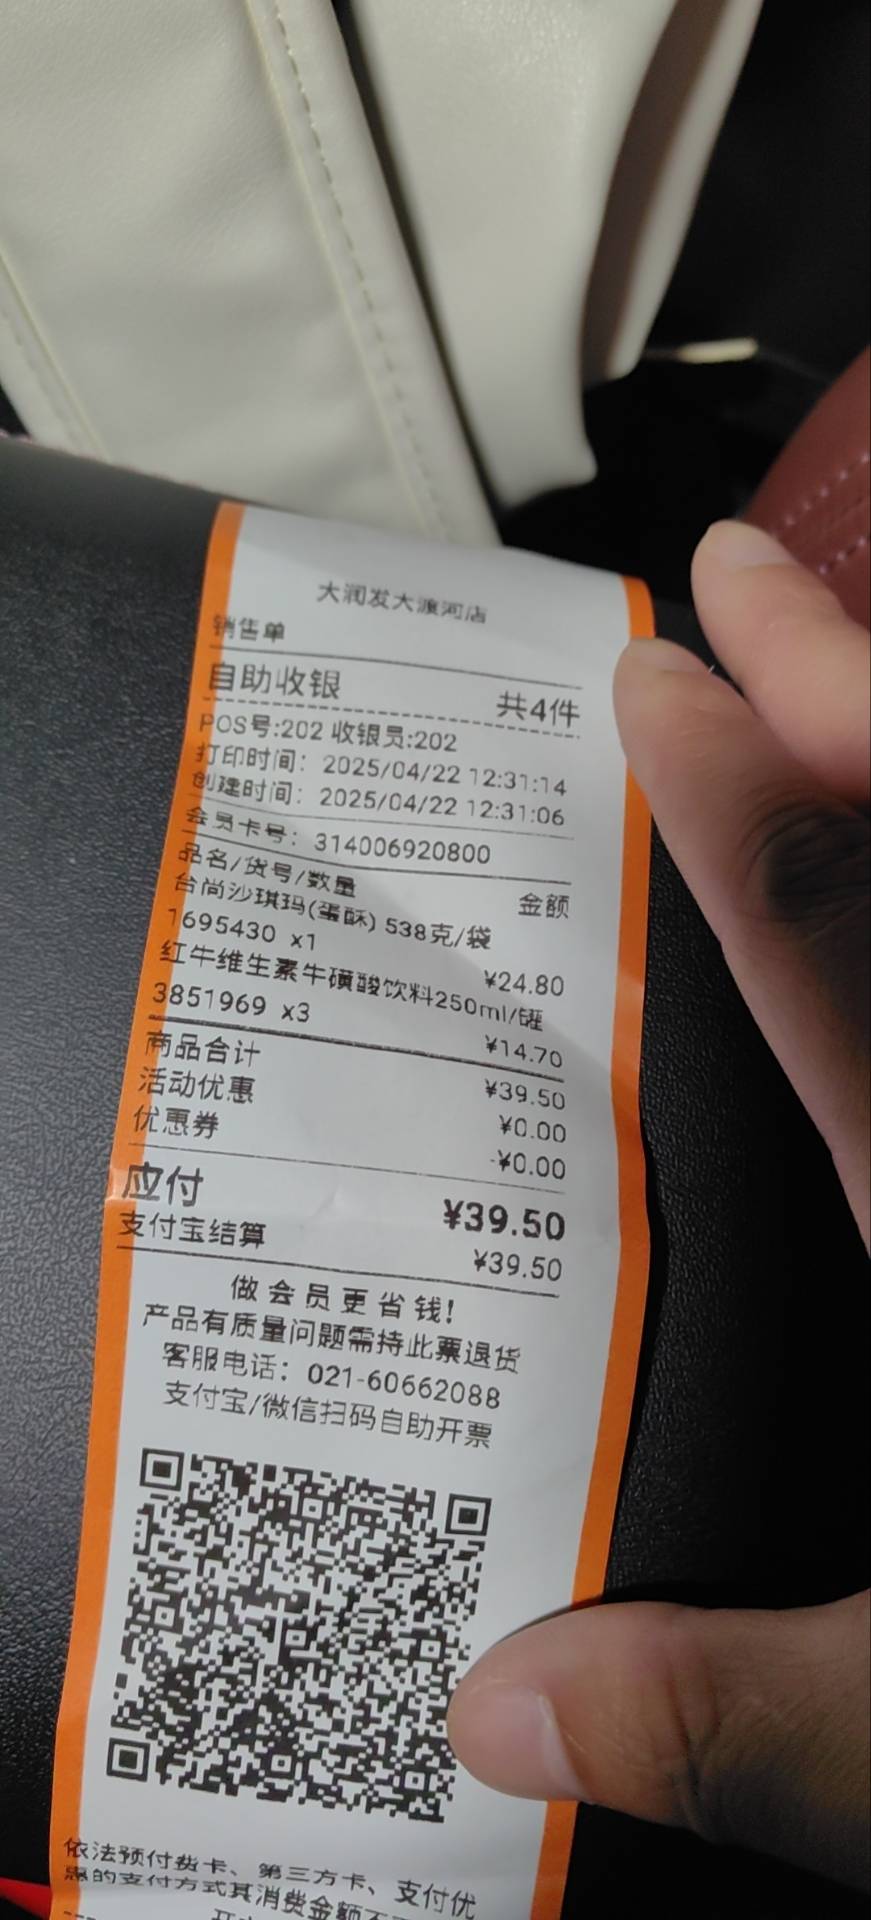 大润发大渡河店
销售单
自助收银 共4件
POS号:202 收银员:202
打印时间: 2025/04/22 12:31:14
创建时间: 2025/04/22 12:31:06
会员卡号: 314006920800
品名/货号/数量 金额
台尚沙琪玛(蛋酥) 538克/袋
1695430 x1 ¥24.80
红牛维生素牛磺酸饮料250ml/罐
3851969 x3 ¥14.70
商品合计 ¥39.50
活动优惠 ¥0.00
优惠券 -¥0.00
应付 ¥39.50
支付宝结算 ¥39.50
做会员更省钱!
产品有质量问题需持此票退货
客服电话: 021-60662088
支付宝/微信扫码自助开票
依法预付费卡、第三方卡、支付优
惠的支付方式其消费金额不